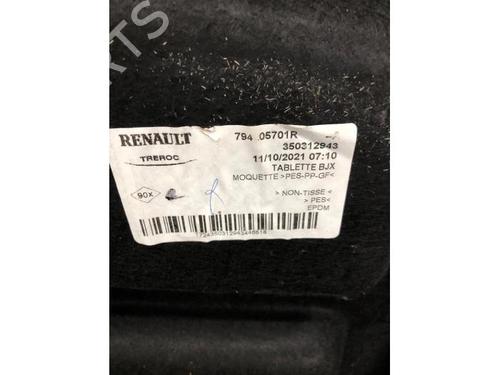 PARTS
RENAULT
TREROC
794 05701R
350312943
11/10/2021 07:10
TABLETTE BJX
MOQUETTE >PES-PP-GF<
90x
> NON-TISSE <
> PES<
EPDM